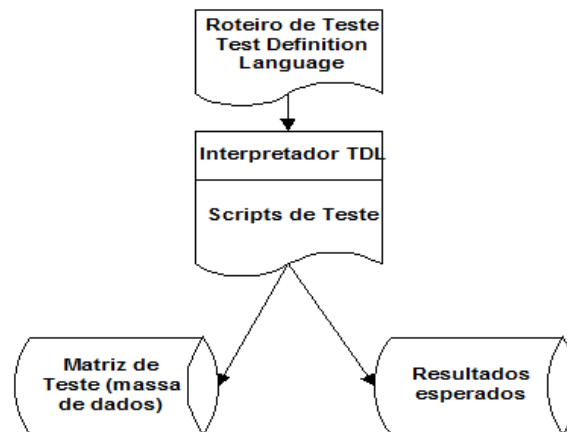 Roteiro de Teste
Test Definition
Language
Interpretador TDL
Scripts de Teste
Matriz de
Teste (massa
de dados)
Resultados
esperados